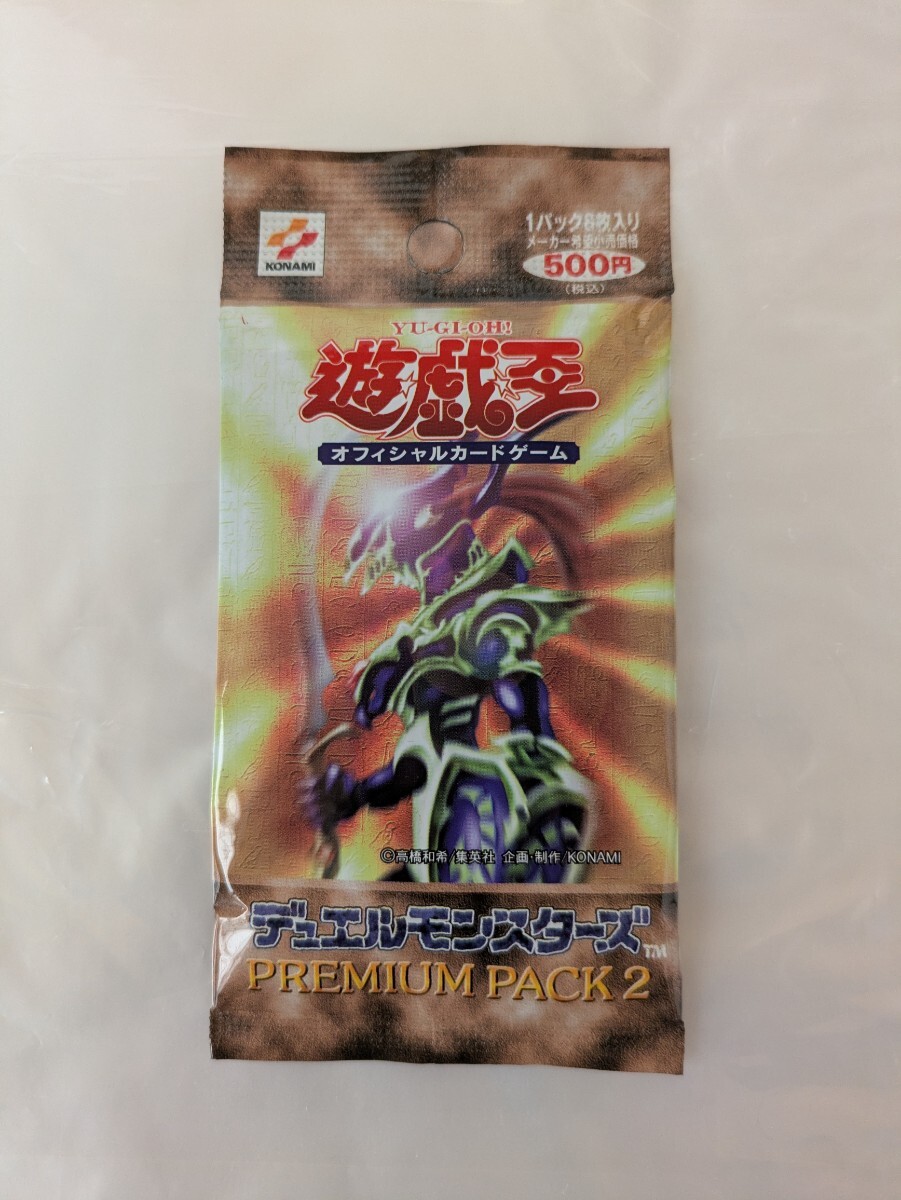 KONAMI
1パック6枚入り
メーカー希望小売価格
500円
(税込)
YU-GI-OH!
遊戯王
オフィシャルカードゲーム
©高橋和希/集英社 企画・制作/KONAMI
デュエルモンスターズ™
PREMIUM PACK 2